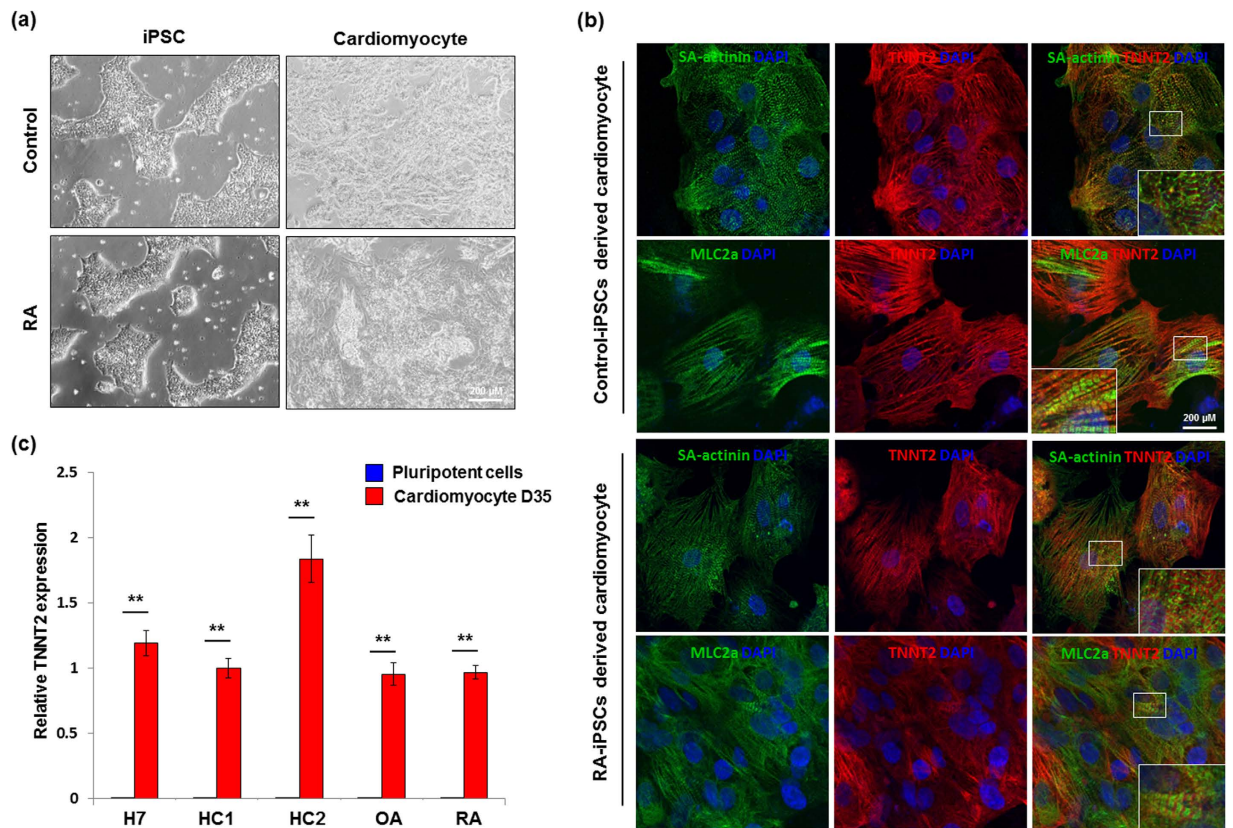 (a)
iPSC
Cardiomyocyte
Control
RA
200 µM
(b)
Control-iPSCs derived cardiomyocyte
SA-actinin DAPI
TNNT2 DAPI
SA-actinin TNNT2 DAPI
MLC2a DAPI
TNNT2 DAPI
MLC2a TNNT2 DAPI
200 µM
RA-iPSCs derived cardiomyocyte
SA-actinin DAPI
TNNT2 DAPI
SA-actinin TNNT2 DAPI
MLC2a DAPI
TNNT2 DAPI
MLC2a TNNT2 DAPI
(c)
Relative TNNT2 expression
2.5
2
1.5
1
0.5
0
Pluripotent cells
Cardiomyocyte D35
**
**
**
**
**
H7
HC1
HC2
OA
RA